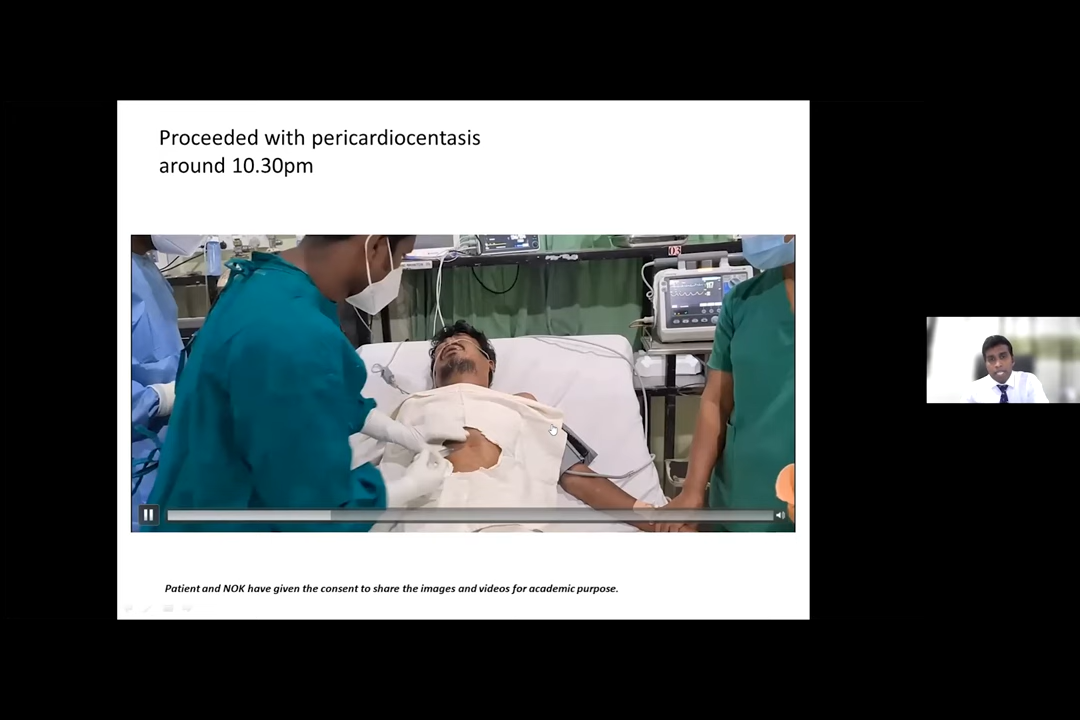 Proceeded with pericardiocentasis
around 10.30pm
Patient and NOK have given the consent to share the images and videos for academic purpose.